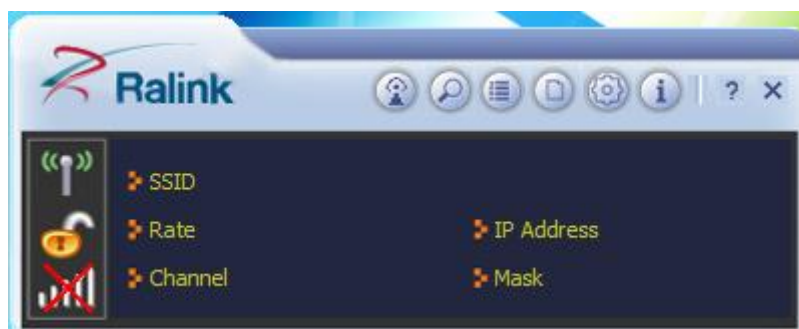 Ralink
? ×
SSID
Rate IP Address
Channel Mask